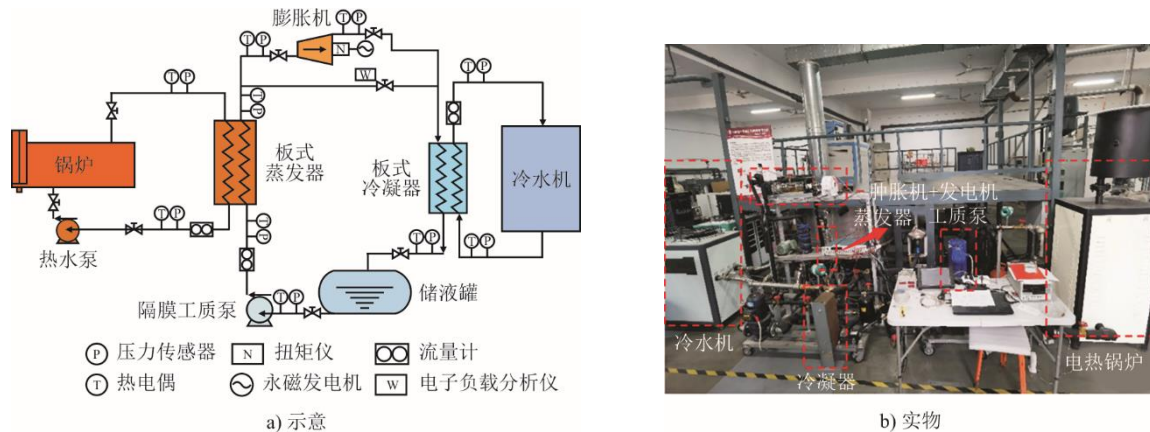 膨胀机
T P
T P
N
W
T P
T P
T
P
锅炉
板式
蒸发器
板式
冷凝器
冷水机
T P
T
P
T P
T P
热水泵
储液罐
隔膜工质泵
T P
P 压力传感器
N 扭矩仪
流量计
T 热电偶
永磁发电机
W 电子负载分析仪
a) 示意
肿胀机+发电机
蒸发器 工质泵
冷水机
电热锅炉
冷凝器
b) 实物